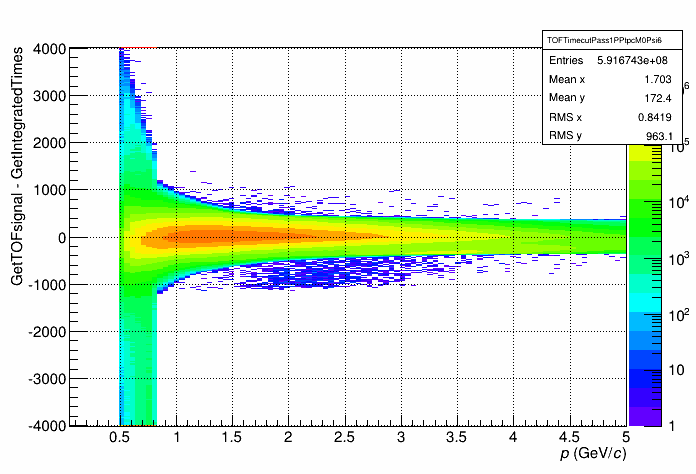 TOFTimecutPass1PPtpcM0Psi6
Entries 5.916743e+08
Mean x 1.703
Mean y 172.4
RMS x 0.8419
RMS y 963.1
GetTOFsignal - GetIntegratedTimes
4000
3000
2000
1000
0
-1000
-2000
-3000
-4000
0.5 1 1.5 2 2.5 3 3.5 4 4.5 5
p (GeV/c)
10⁴
10³
10²
10
1